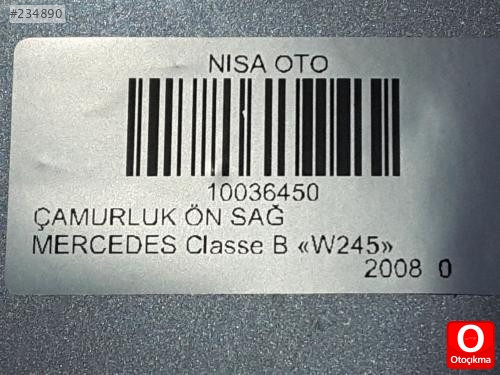 #234890
NISA OTO
10036450
ÇAMURLUK ÖN SAĞ
MERCEDES Classe B «W245»
2008 0
O
Otoçıkma